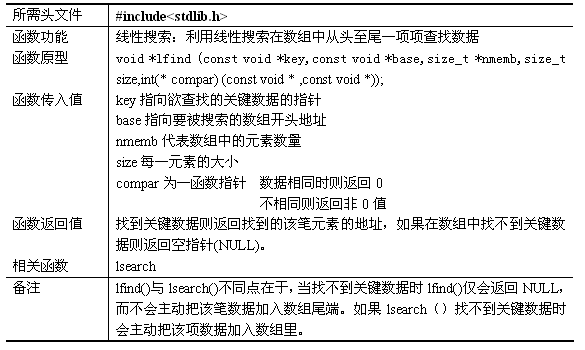 所需头文件 #include<stdlib.h>
函数功能 线性搜索：利用线性搜索在数组中从头至尾一项项查找数据
函数原型 void *lfind (const void *key,const void *base,size_t *nmemb,size_t
size,int(* compar) (const void * ,const void *));
函数传入值 key 指向欲查找的关键数据的指针
base 指向要被搜索的数组开头地址
nmemb 代表数组中的元素数量
size 每一元素的大小
compar 为一函数指针 数据相同时则返回 0
不相同则返回非 0 值
函数返回值 找到关键数据则返回找到的该笔元素的地址，如果在数组中找不到关键数
据则返回空指针(NULL)。
相关函数 lsearch
备注 lfind()与 lsearch()不同点在于，当找不到关键数据时 lfind()仅会返回 NULL，
而不会主动把该笔数据加入数组尾端。如果 lsearch（）找不到关键数据时
会主动把该项数据加入数组里。